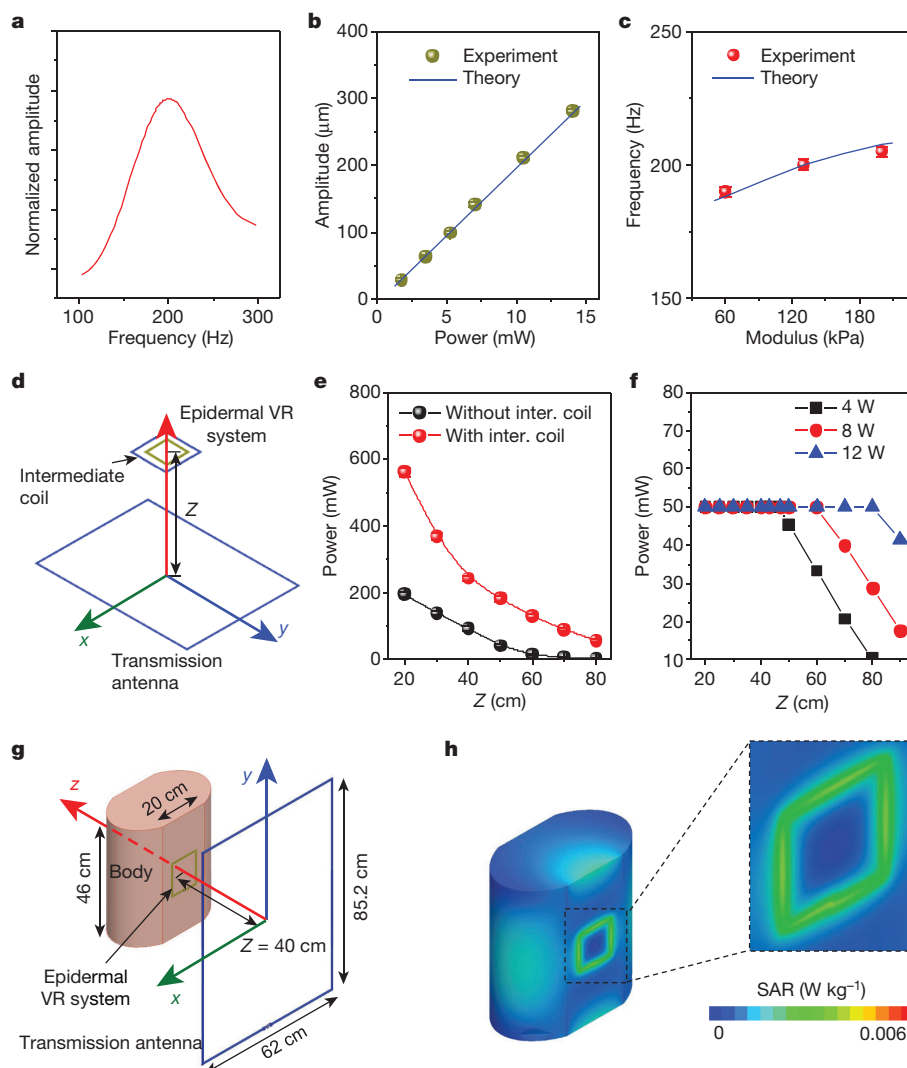 a
Normalized amplitude
100
200
300
Frequency (Hz)
b
400
300
200
100
0
Amplitude (μm)
Experiment
Theory
0
5
10
15
Power (mW)
c
250
200
150
Frequency (Hz)
Experiment
Theory
60
130
200
Modulus (kPa)
d
Epidermal VR
system
Intermediate
coil
Z
x
y
Transmission
antenna
e
800
600
400
200
0
Power (mW)
Without inter. coil
With inter. coil
20
40
60
80
Z (cm)
f
80
70
60
50
40
30
20
10
Power (mW)
4 W
8 W
12 W
20
40
60
80
Z (cm)
g
z
20 cm
y
46 cm
Body
85.2 cm
Z = 40 cm
Epidermal
VR system
x
Transmission antenna
62 cm
h
SAR (W kg–1)
0
0.006